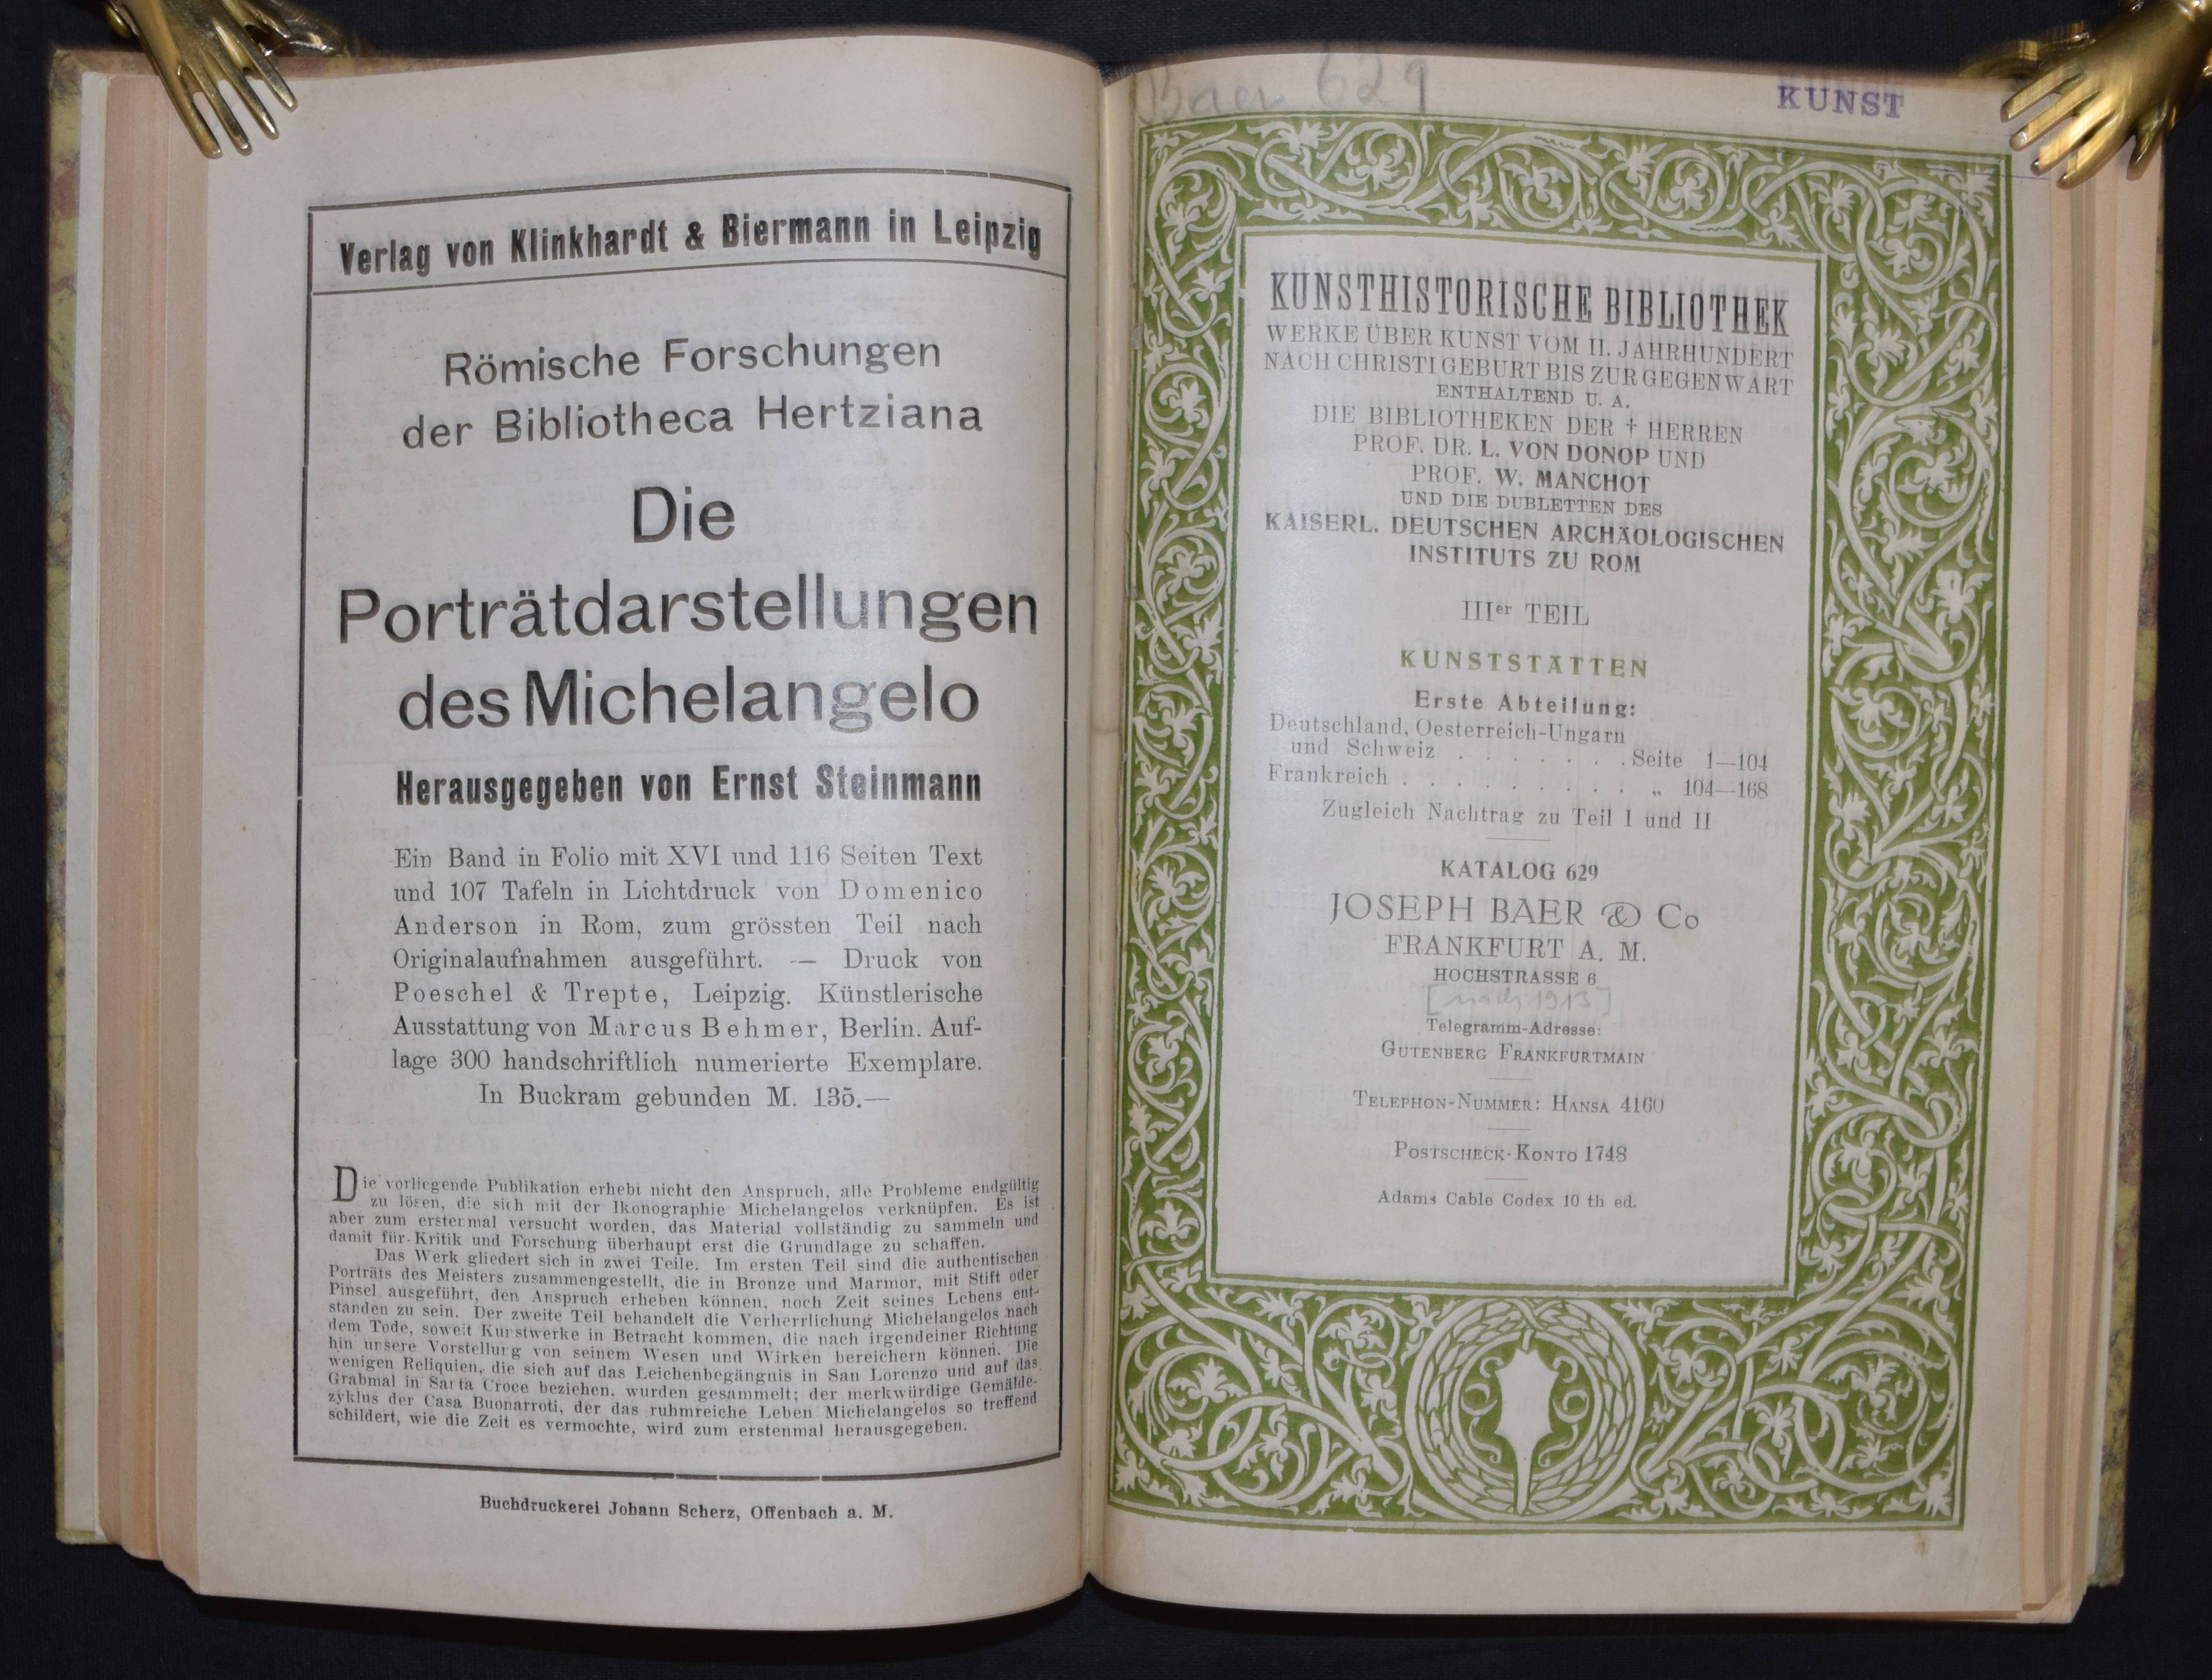 Verlag von Klinkhardt & Biermann in Leipzig
Römische Forschungen
der Bibliotheca Hertziana
Die
Porträtdarstellungen
des Michelangelo
Herausgegeben von Ernst Steinmann
Ein Band in Folio mit XVI und 116 Seiten Text
und 107 Tafeln in Lichtdruck von Domenico
Anderson in Rom, zum grössten Teil nach
Originalaufnahmen ausgeführt. — Druck von
Poeschel & Trepte, Leipzig. Künstlerische
Ausstattung von Marcus Behmer, Berlin. Auf-
lage 300 handschriftlich numerierte Exemplare.
In Buckram gebunden M. 135.—
Die vorliegende Publikation erhebt nicht den Anspruch, alle Probleme endgültig
zu lösen, die sich mit der Ikonographie Michelangelos verknüpfen. Es ist
aber zum erstenmal versucht worden, das Material vollständig zu sammeln und
damit für Kritik und Forschung überhaupt erst die Grundlage zu schaffen.
Das Werk gliedert sich in zwei Teile. Im ersten Teil sind die authentischen
Porträts des Meisters zusammengestellt, die in Bronze und Marmor, mit Stift oder
Pinsel ausgeführt, den Anspruch erheben können, noch Zeit seines Lebens ent-
standen zu sein. Der zweite Teil behandelt die Verherrlichung Michelangelos nach
dem Tode, soweit Kunstwerke in Betracht kommen, die nach irgendeiner Richtung
hin unsere Vorstellung von seinem Wesen und Wirken bereichern können. Die
wenigen Reliquien, die sich auf das Leichenbegängnis in San Lorenzo und auf das
Grabmal in Santa Croce beziehen, wurden gesammelt; der merkwürdige Gemälde-
zyklus der Casa Buonarroti, der das ruhmreiche Leben Michelangelos so treffend
schildert, wie die Zeit es vermochte, wird zum erstenmal herausgegeben.
Buchdruckerei Johann Scherz, Offenbach a. M.
Baer 629
KUNST
KUNSTHISTORISCHE BIBLIOTHEK
WERKE ÜBER KUNST VOM II. JAHRHUNDERT
NACH CHRISTI GEBURT BIS ZUR GEGENWART
ENTHALTEND U. A.
DIE BIBLIOTHEKEN DER † HERREN
PROF. DR. L. VON DONOP UND
PROF. W. MANCHOT
UND DIE DUBLETTEN DES
KAISERL. DEUTSCHEN ARCHÄOLOGISCHEN
INSTITUTS ZU ROM
IIIer TEIL
KUNSTSTÄTTEN
Erste Abteilung:
Deutschland, Oesterreich-Ungarn
und Schweiz . . . . . . . Seite 1—104
Frankreich . . . . . . . . . „ 104—168
Zugleich Nachtrag zu Teil I und II
KATALOG 629
JOSEPH BAER & Co
FRANKFURT A. M.
HOCHSTRASSE 6
[nach 1913]
Telegramm-Adresse:
GUTENBERG FRANKFURTMAIN
TELEPHON-NUMMER: HANSA 4160
POSTSCHECK-KONTO 1748
Adams Cable Codex 10 th ed.